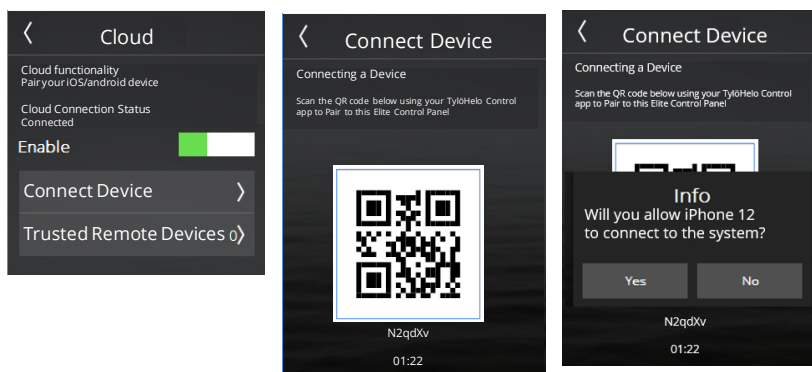 Cloud
Cloud functionality
Pair your iOS/android device
Cloud Connection Status
Connected
Enable
Connect Device
Trusted Remote Devices 0
Connect Device
Connecting a Device
Scan the QR code below using your TylöHelo Control
app to Pair to this Elite Control Panel
N2qdXv
01:22
Connect Device
Connecting a Device
Scan the QR code below using your TylöHelo Control
app to Pair to this Elite Control Panel
Info
Will you allow iPhone 12
to connect to the system?
Yes
No
N2qdXv
01:22